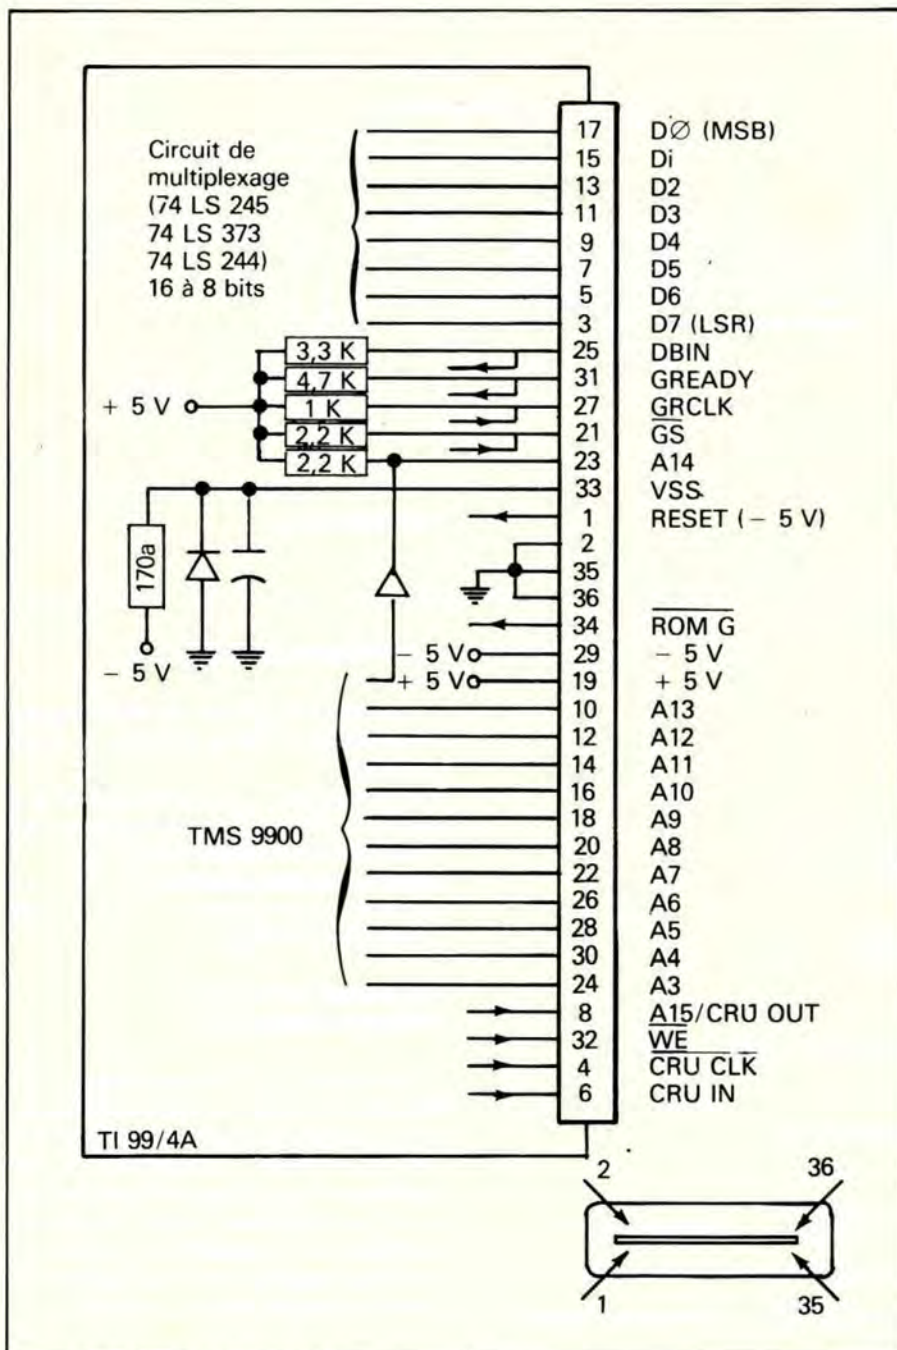 Circuit de
multiplexage
(74 LS 245
74 LS 373
74 LS 244)
16 à 8 bits
17 DØ (MSB)
15 Di
13 D2
11 D3
9 D4
7 D5
5 D6
3 D7 (LSR)
3,3 K 25 DBIN
4,7 K 31 GREADY
+ 5 V 1 K 27 GRCLK
2,2 K 21 G̅S̅
2,2 K 23 A14
33 VSS
1 RESET (– 5 V)
2
35
36
170a
– 5 V
34 R̅O̅M̅ ̅G̅
– 5 V 29 – 5 V
+ 5 V 19 + 5 V
10 A13
12 A12
14 A11
16 A10
18 A9
TMS 9900
20 A8
22 A7
26 A6
28 A5
30 A4
24 A3
8 A15/CRU OUT
32 W̅E̅
4 C̅R̅U̅ ̅C̅L̅K̅
6 CRU IN
TI 99/4A
2 36
1 35